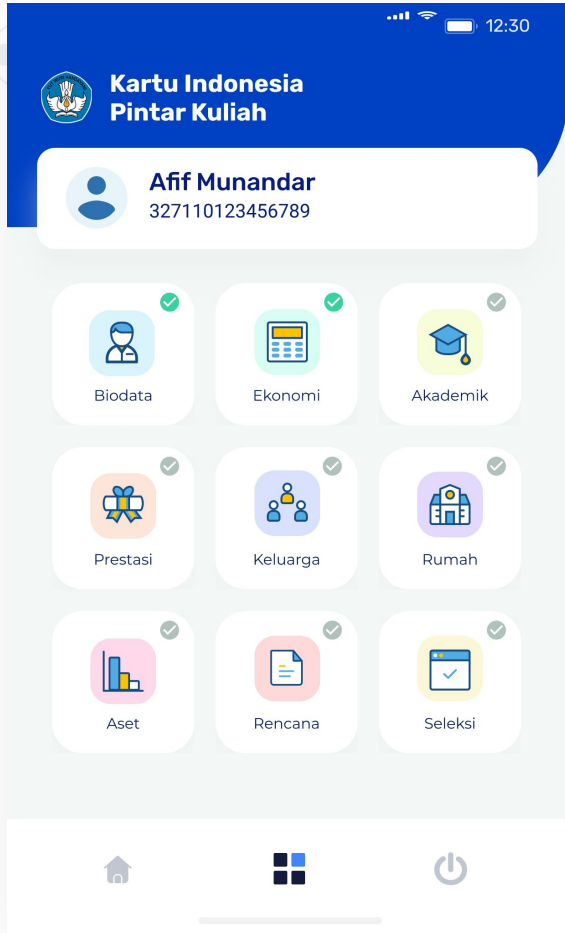 12:30
Kartu Indonesia
Pintar Kuliah
Afif Munandar
327110123456789
Biodata
Ekonomi
Akademik
Prestasi
Keluarga
Rumah
Aset
Rencana
Seleksi